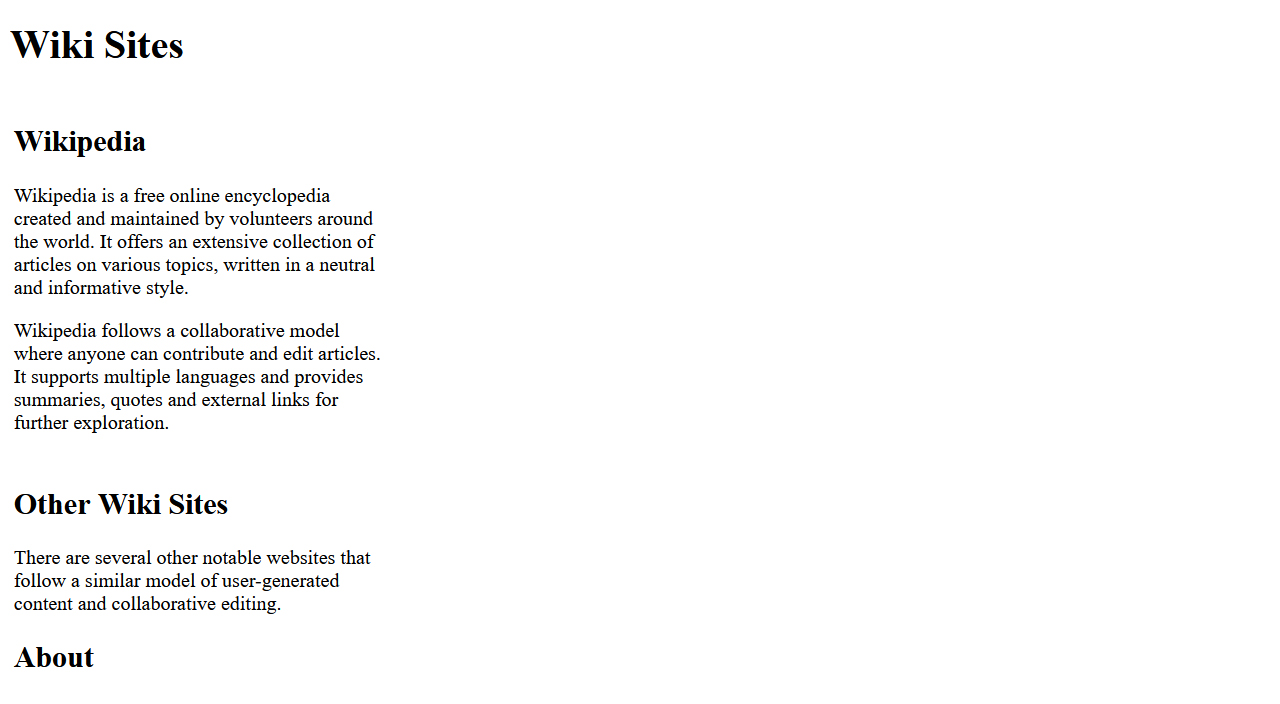 Wiki Sites
Wikipedia
Wikipedia is a free online encyclopedia
created and maintained by volunteers around
the world. It offers an extensive collection of
articles on various topics, written in a neutral
and informative style.
Wikipedia follows a collaborative model
where anyone can contribute and edit articles.
It supports multiple languages and provides
summaries, quotes and external links for
further exploration.
Other Wiki Sites
There are several other notable websites that
follow a similar model of user-generated
content and collaborative editing.
About